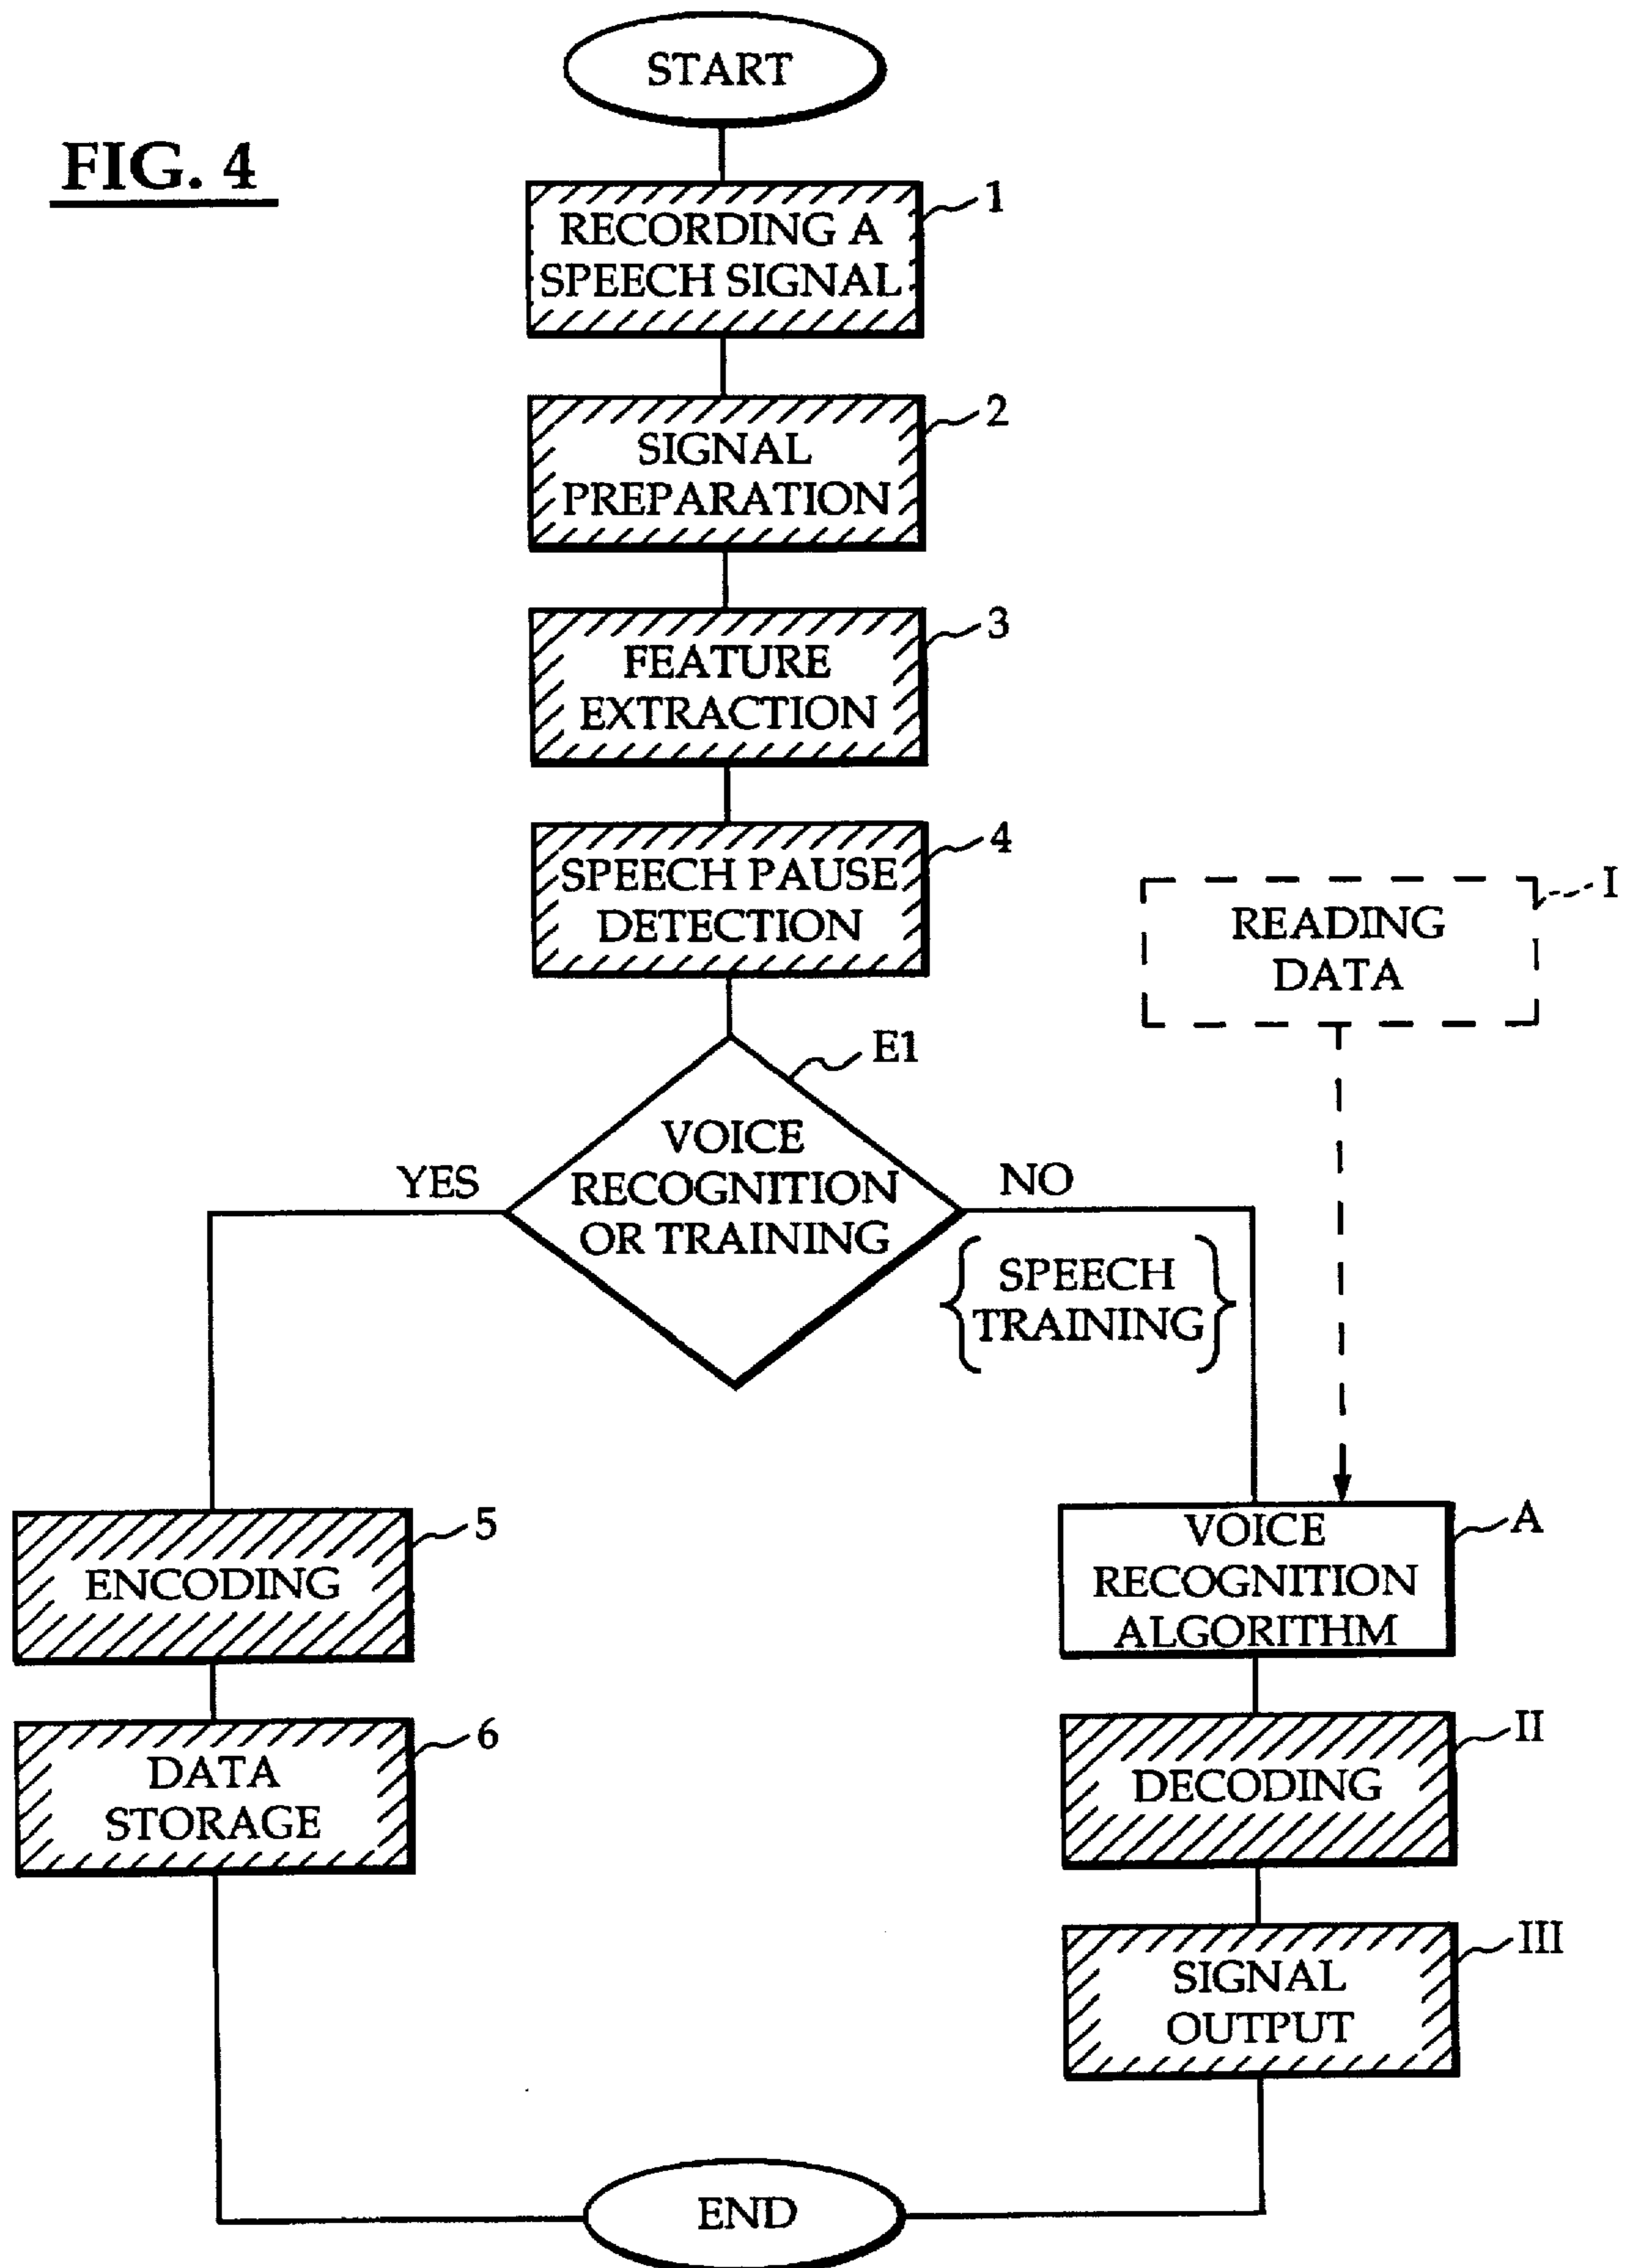 START
FIG. 4
1
RECORDING A
SPEECH SIGNAL
2
SIGNAL
PREPARATION
3
FEATURE
EXTRACTION
4
SPEECH PAUSE
DETECTION
I
READING
DATA
E1
VOICE
RECOGNITION
OR TRAINING
YES
NO
SPEECH
TRAINING
5
ENCODING
A
VOICE
RECOGNITION
ALGORITHM
6
DATA
STORAGE
II
DECODING
III
SIGNAL
OUTPUT
END